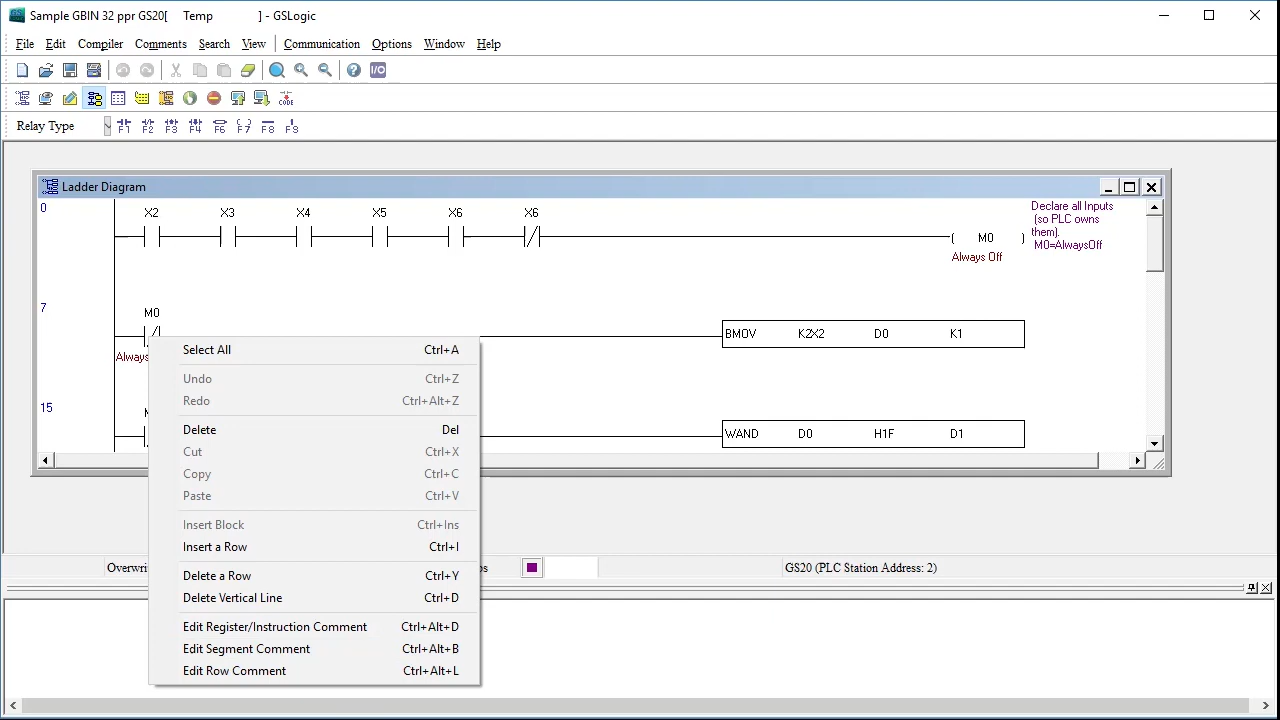 Sample GBIN 32 ppr GS20[ Temp ] - GSLogic
File Edit Compiler Comments Search View Communication Options Window Help
I/O
CODE
Relay Type F1 F2 F3 F4 F6 F7 F8 F9
Ladder Diagram
0
X2 X3 X4 X5 X6 X6
( M0 )
Always Off
Declare all Inputs
(so PLC owns
them).
M0=AlwaysOff
7
M0
BMOV K2X2 D0 K1
Always
15
WAND D0 H1F D1
Select All Ctrl+A
Undo Ctrl+Z
Redo Ctrl+Alt+Z
Delete Del
Cut Ctrl+X
Copy Ctrl+C
Paste Ctrl+V
Insert Block Ctrl+Ins
Insert a Row Ctrl+I
Delete a Row Ctrl+Y
Delete Vertical Line Ctrl+D
Edit Register/Instruction Comment Ctrl+Alt+D
Edit Segment Comment Ctrl+Alt+B
Edit Row Comment Ctrl+Alt+L
Overwri
GS20 (PLC Station Address: 2)